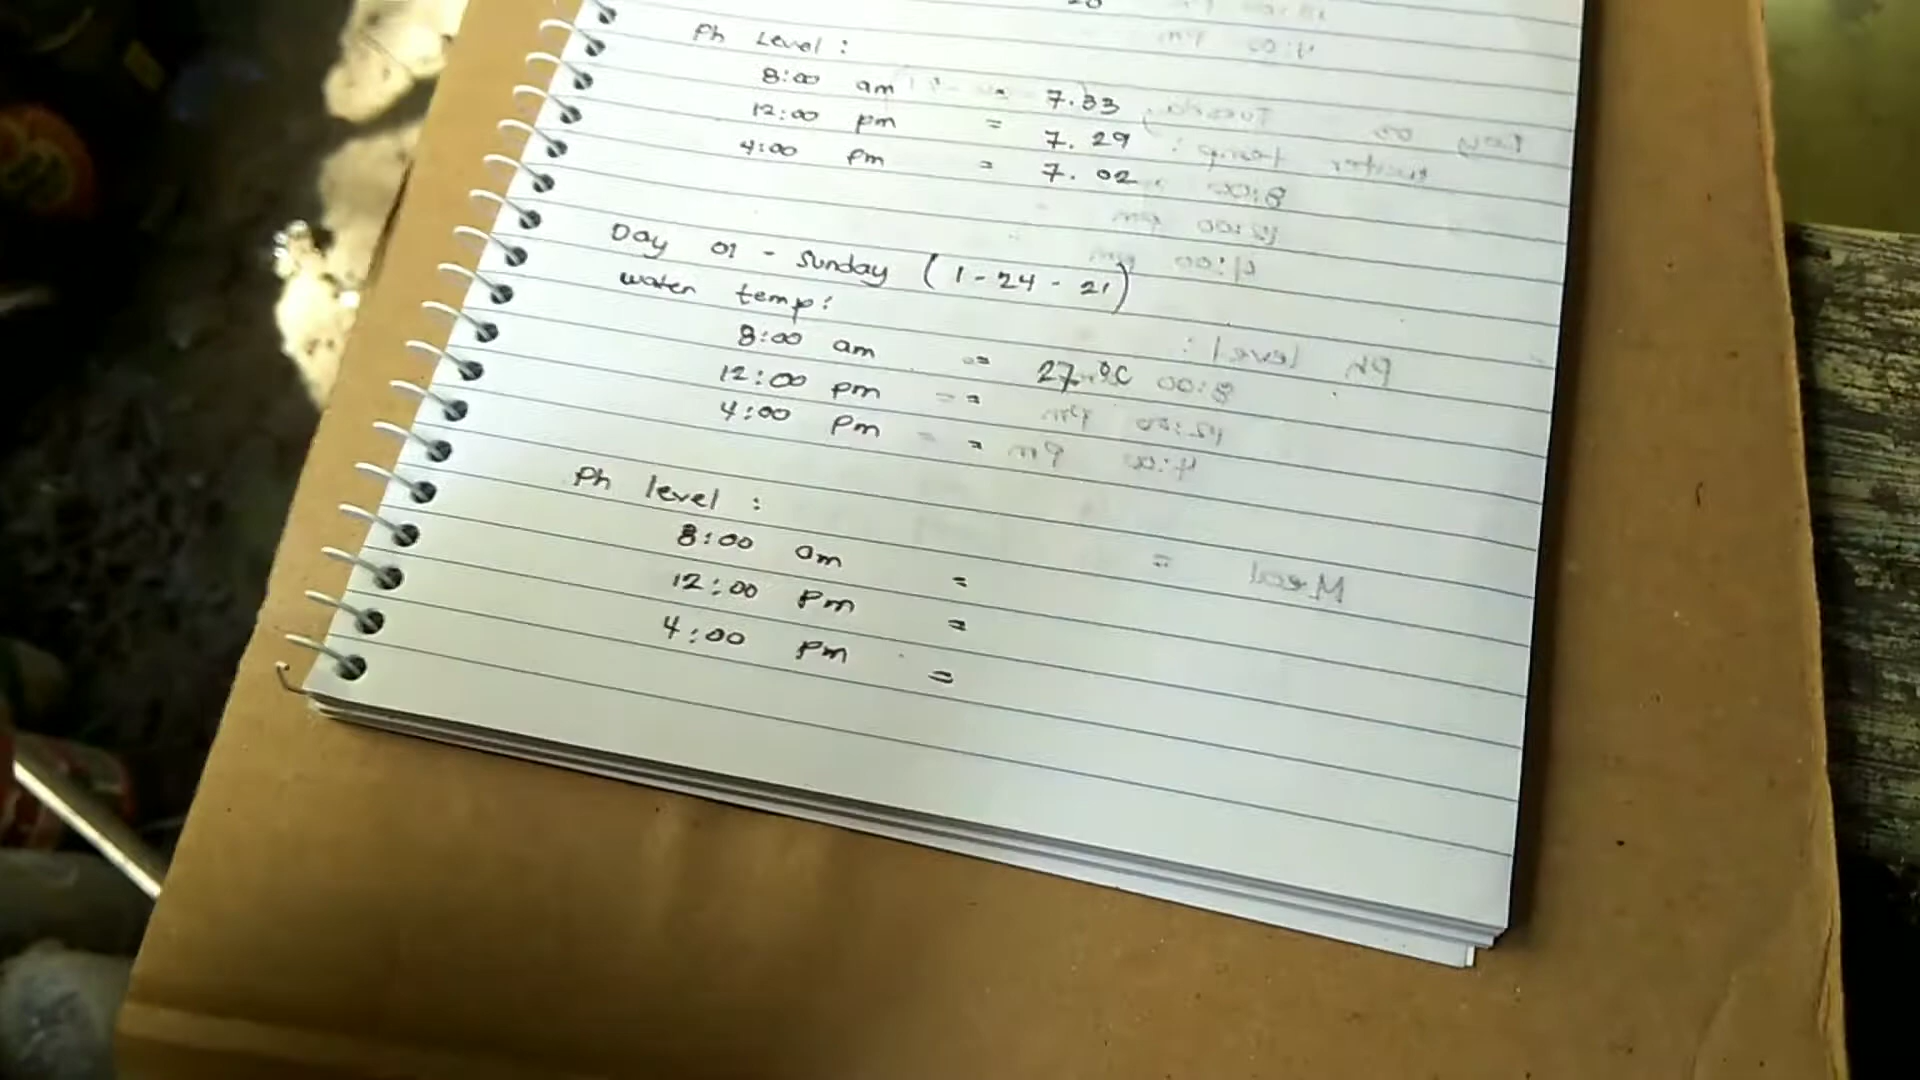 Ph Level :
8:00 am = 7.33
12:00 pm = 7.29
4:00 pm = 7.02
Day 01 - Sunday (1-24-21)
water temp:
8:00 am = 27 °C
12:00 pm =
4:00 pm =
Ph level :
8:00 am =
12:00 pm =
4:00 pm =